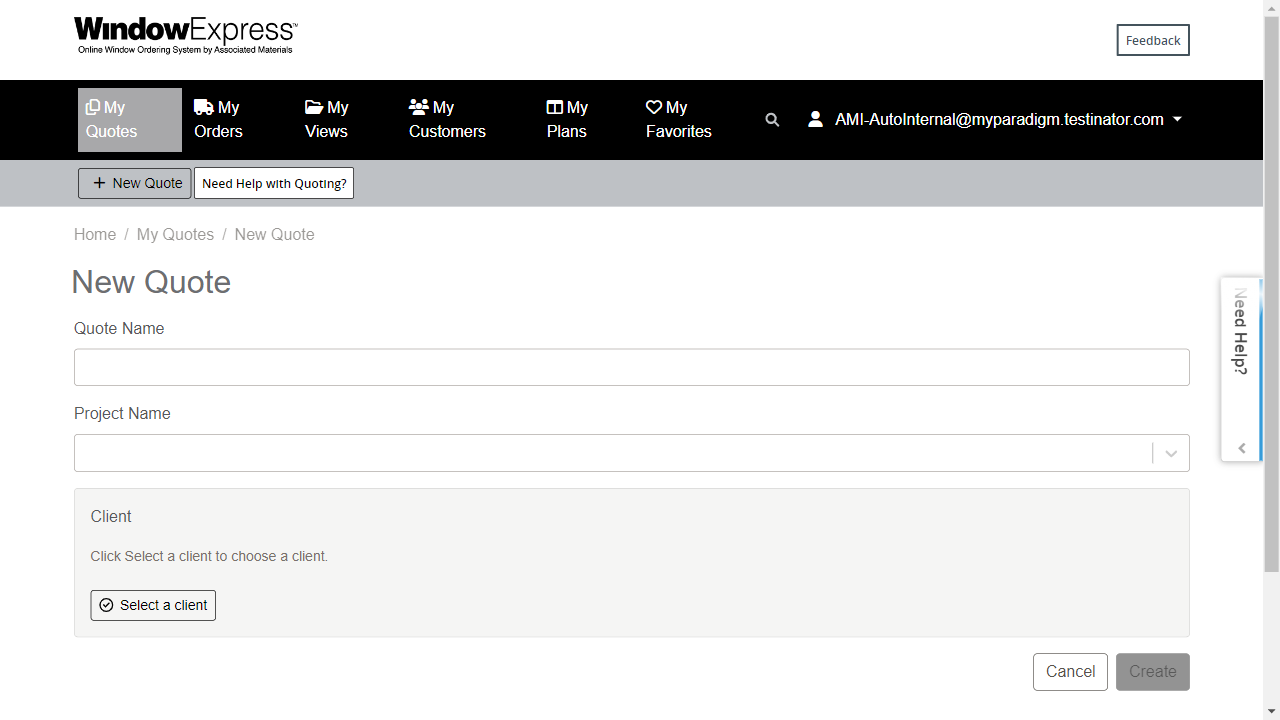 WindowExpress™
Online Window Ordering System by Associated Materials
Feedback
My Quotes
My Orders
My Views
My Customers
My Plans
My Favorites
AMI-AutoInternal@myparadigm.testinator.com
+ New Quote
Need Help with Quoting?
Home / My Quotes / New Quote
New Quote
Need Help?
Quote Name
Project Name
Client
Click Select a client to choose a client.
Select a client
Cancel
Create